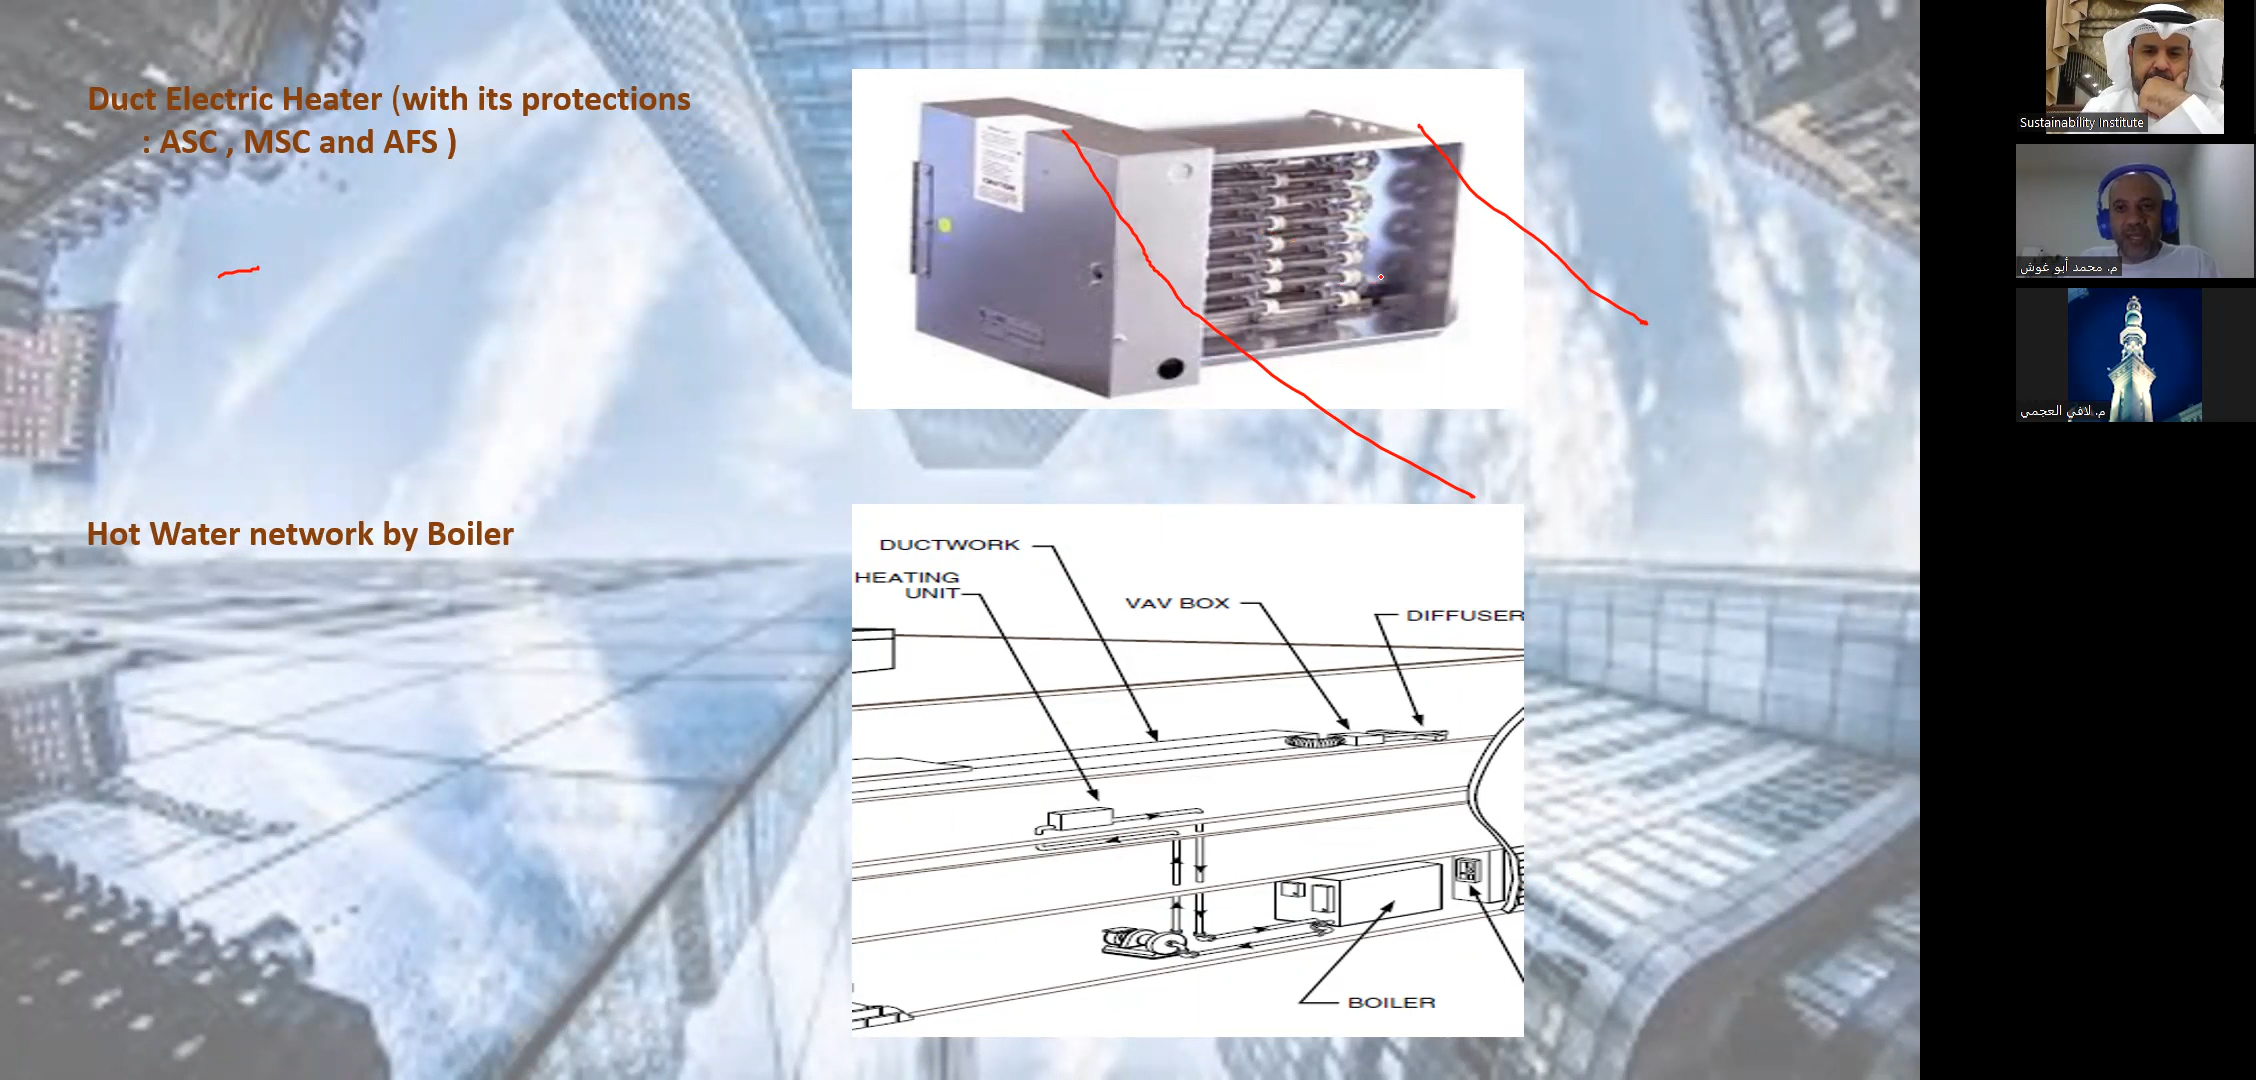 Duct Electric Heater (with its protections
: ASC , MSC and AFS )
Hot Water network by Boiler
DUCTWORK
HEATING
UNIT
VAV BOX
DIFFUSER
BOILER
Sustainability Institute
م. محمد أبو غوش
م. لافي العجمي